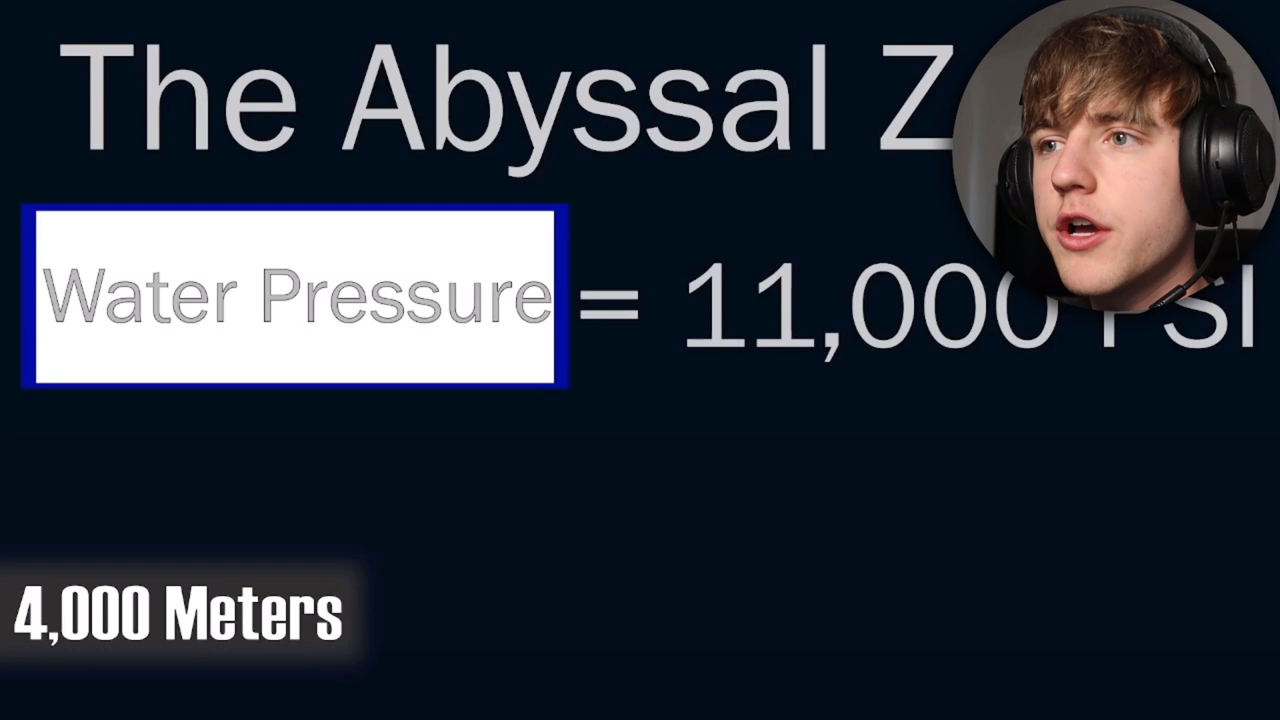 The Abyssal
Water Pressure = 11,000 PSI
4,000 Meters